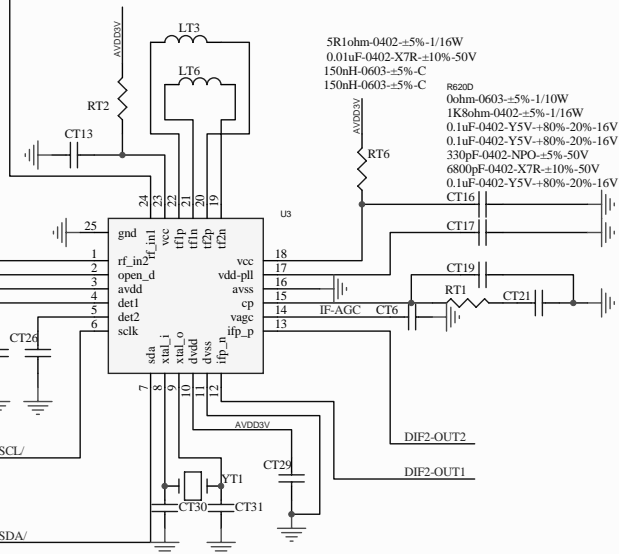 LT3
5R1ohm-0402-±5%-1/16W
0.01uF-0402-X7R-±10%-50V
150nH-0603-±5%-C
150nH-0603-±5%-C
AVDD3V
LT6
R620D
0ohm-0603-±5%-1/10W
1K8ohm-0402-±5%-1/16W
0.1uF-0402-Y5V-+80%-20%-16V
0.1uF-0402-Y5V-+80%-20%-16V
330pF-0402-NPO-±5%-50V
6800pF-0402-X7R-±10%-50V
0.1uF-0402-Y5V-+80%-20%-16V
RT2
AVDD3V
CT13
RT6
CT16
24 23 22 21 20 19
U3
25 gnd
rf_in1 vcc tf1p tf1n tf2p tf2n
CT17
1 rf_in2
vcc 18
2 open_d
vdd-pll 17
CT19
3 avdd
avss 16
RT1
4 det1
cp 15
CT21
5 det2
vagc 14
IF-AGC
CT6
6 sclk
ifp_p 13
CT26
sda xtal_i xtal_o dvdd dvss ifp_n
7 8 9 10 11 12
AVDD3V
DIF2-OUT2
SCL/
CT29
DIF2-OUT1
YT1
CT30
CT31
SDA/